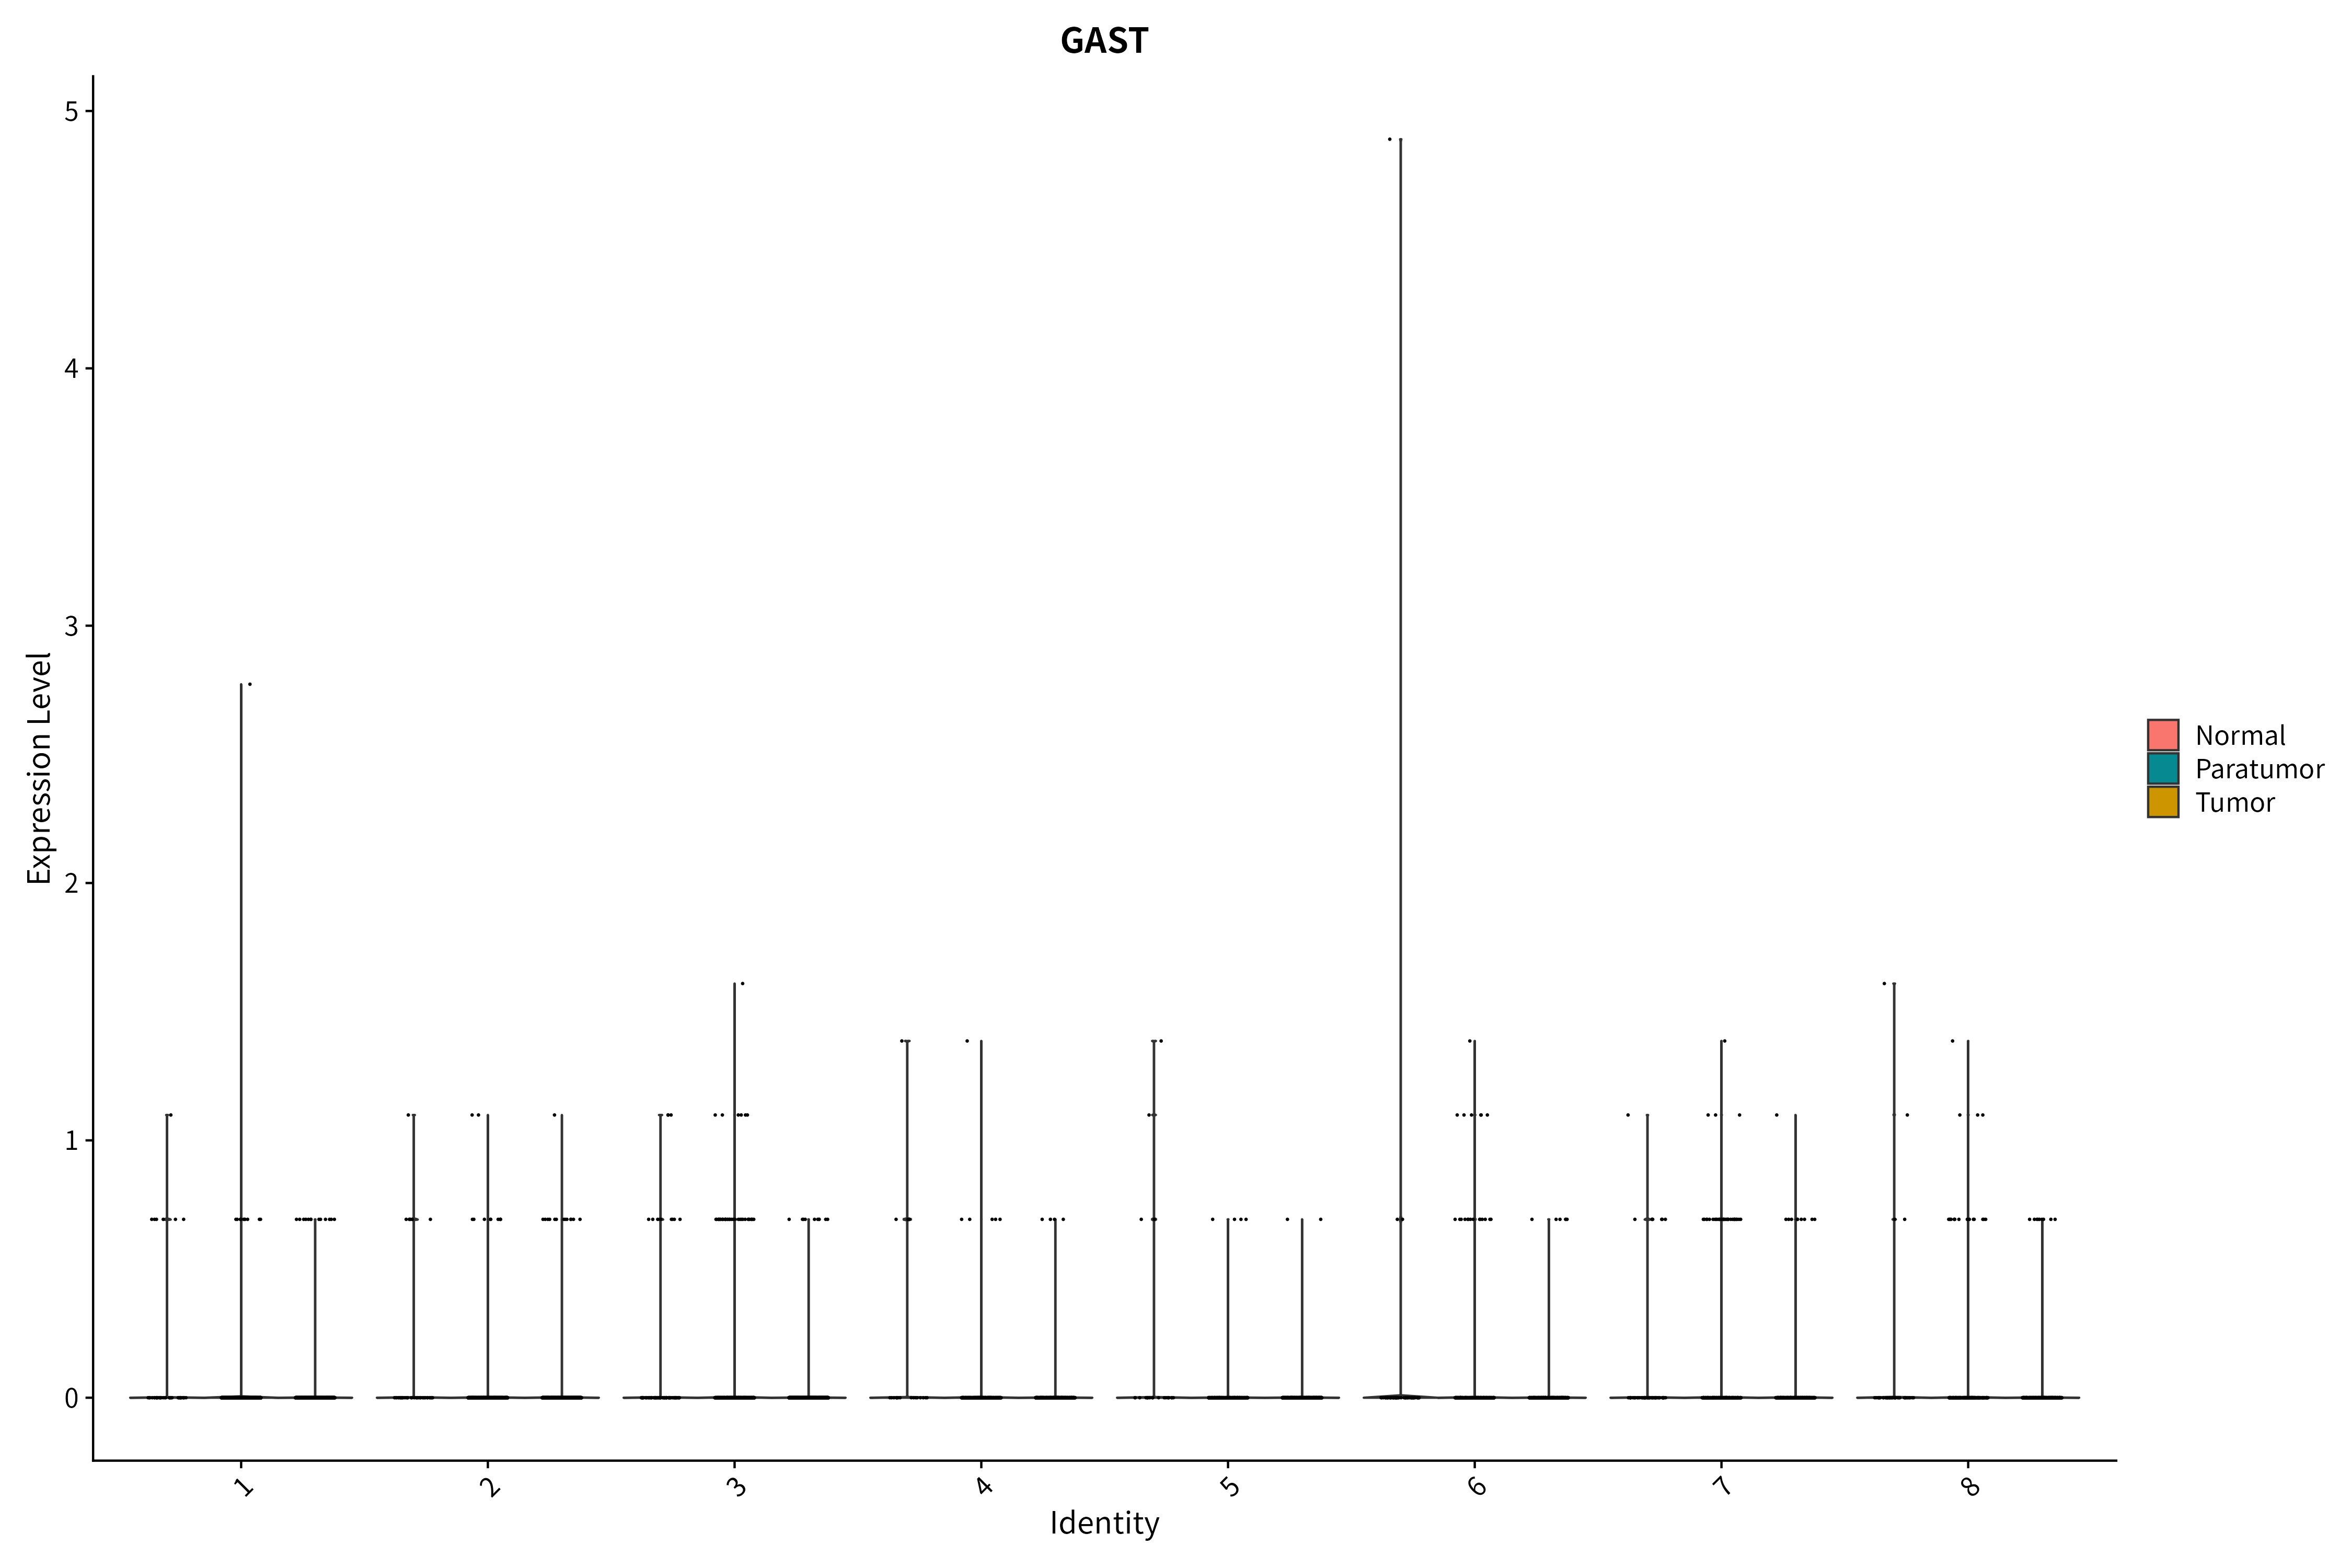 GAST
Expression Level
5
4
3
2
1
0
1
2
3
4
5
6
7
8
Identity
Normal
Paratumor
Tumor